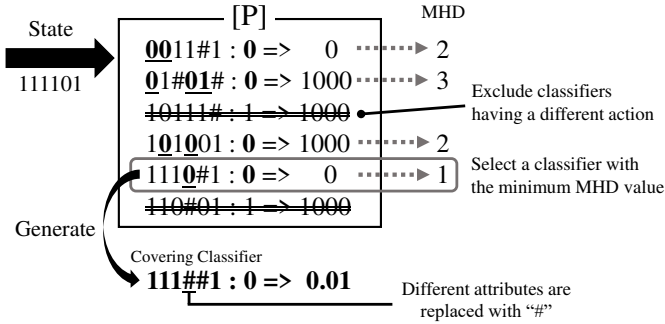 [P]
MHD
State
111101
0011#1 : 0 => 0 2
01#01# : 0 => 1000 3
10111# : 1 => 1000
Exclude classifiers
having a different action
101001 : 0 => 1000 2
1110#1 : 0 => 0 1
Select a classifier with
the minimum MHD value
110#01 : 1 => 1000
Generate
Covering Classifier
111##1 : 0 => 0.01
Different attributes are
replaced with “#”